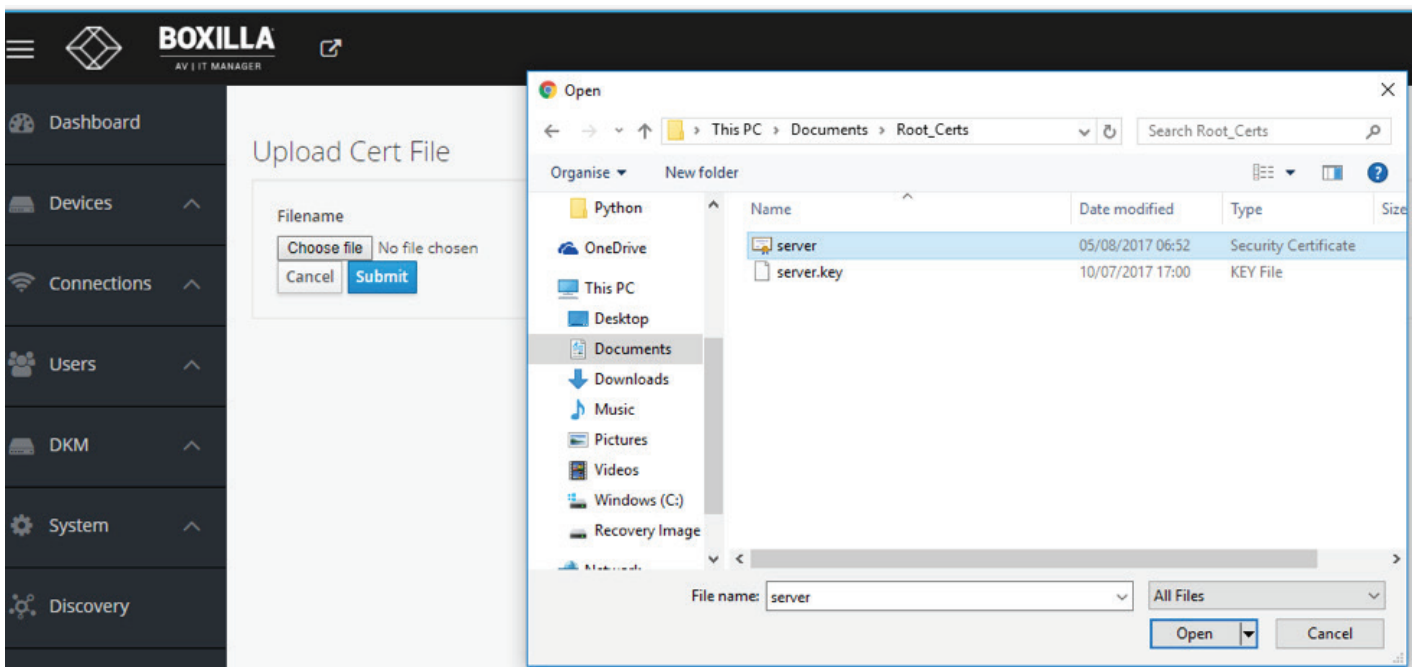 BOXILLA
AV | IT MANAGER
Dashboard
Devices
Connections
Users
DKM
System
Discovery
Upload Cert File
Filename
Choose file No file chosen
Cancel Submit
Open
This PC > Documents > Root_Certs
Search Root_Certs
Organise New folder
Python
OneDrive
This PC
Desktop
Documents
Downloads
Music
Pictures
Videos
Windows (C:)
Recovery Image
Network
Name Date modified Type Size
server 05/08/2017 06:52 Security Certificate
server.key 10/07/2017 17:00 KEY File
File name: server All Files
Open Cancel